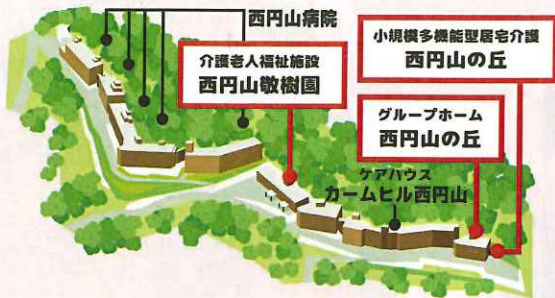 西円山病院
介護老人福祉施設
西円山敬樹園
小規模多機能型居宅介護
西円山の丘
グループホーム
西円山の丘
ケアハウス
カームヒル西円山